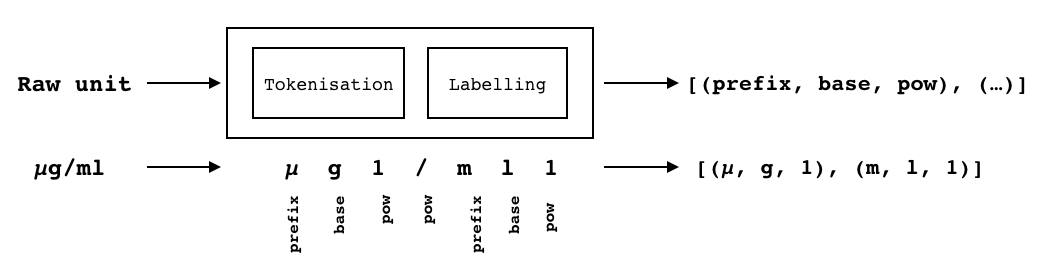 Raw unit
Tokenisation
Labelling
[(prefix, base, pow), (…)]
μg/ml
μ g 1 / m l 1
[(μ, g, 1), (m, l, 1)]
prefix
base
pow
pow
prefix
base
pow